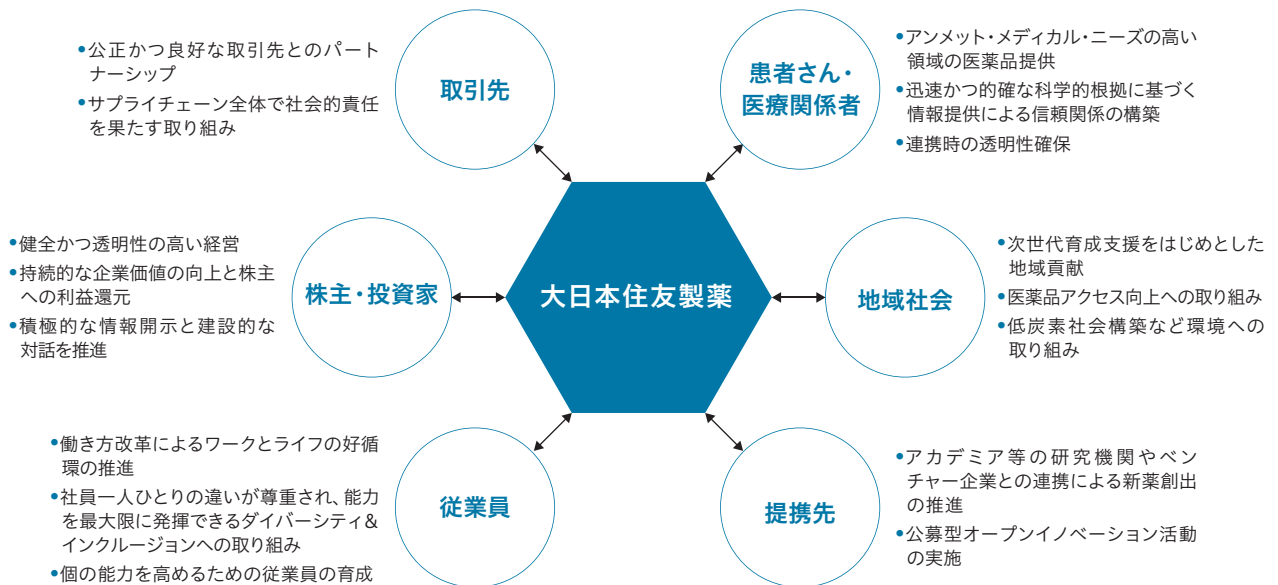 •公正かつ良好な取引先とのパート
ナーシップ
•サプライチェーン全体で社会的責任
を果たす取り組み
取引先
患者さん・
医療関係者
•アンメット・メディカル・ニーズの高い
領域の医薬品提供
•迅速かつ的確な科学的根拠に基づく
情報提供による信頼関係の構築
•連携時の透明性確保
•健全かつ透明性の高い経営
•持続的な企業価値の向上と株主
への利益還元
•積極的な情報開示と建設的な
対話を推進
株主・投資家
大日本住友製薬
地域社会
•次世代育成支援をはじめとした
地域貢献
•医薬品アクセス向上への取り組み
•低炭素社会構築など環境への
取り組み
•働き方改革によるワークとライフの好循
環の推進
•社員一人ひとりの違いが尊重され、能力
を最大限に発揮できるダイバーシティ&
インクルージョンへの取り組み
•個の能力を高めるための従業員の育成
従業員
提携先
•アカデミア等の研究機関やベン
チャー企業との連携による新薬創出
の推進
•公募型オープンイノベーション活動
の実施